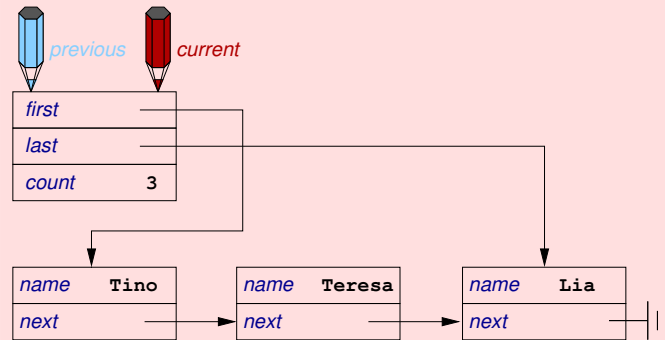 previous current
first
last
count 3
name Tino name Teresa name Lia
next next next